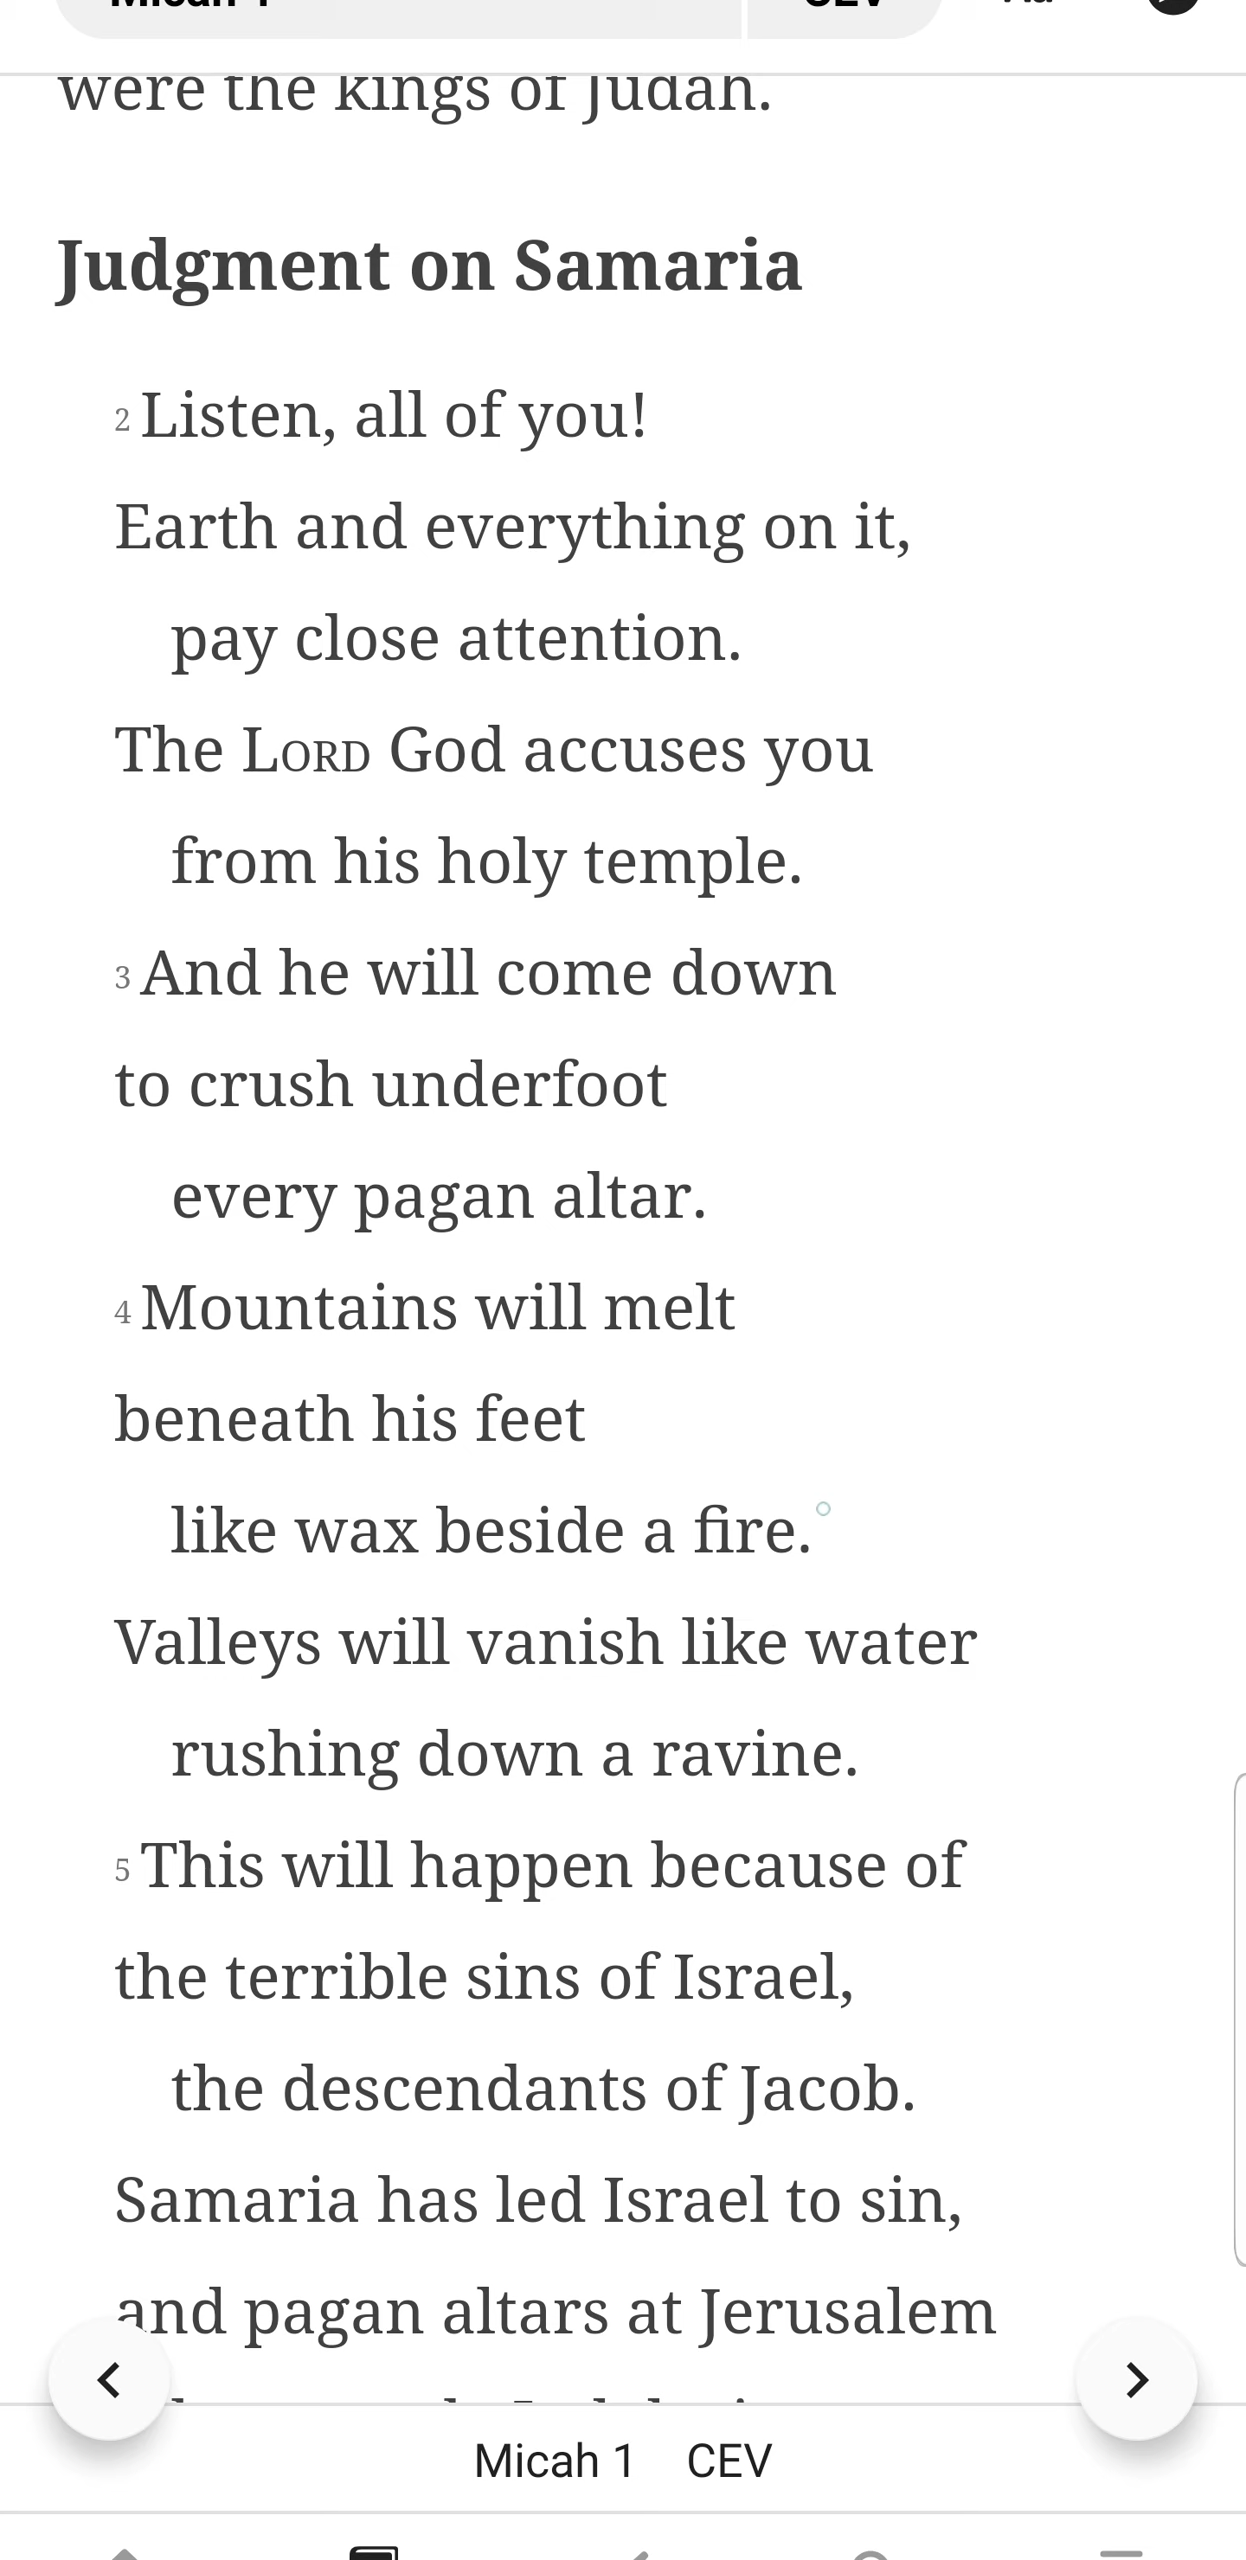 Micah 1 CEV Aa
were the kings of Judah.
Judgment on Samaria
2 Listen, all of you!
Earth and everything on it,
pay close attention.
The LORD God accuses you
from his holy temple.
3 And he will come down
to crush underfoot
every pagan altar.
4 Mountains will melt
beneath his feet
like wax beside a fire.
Valleys will vanish like water
rushing down a ravine.
5 This will happen because of
the terrible sins of Israel,
the descendants of Jacob.
Samaria has led Israel to sin,
and pagan altars at Jerusalem
Micah 1 CEV